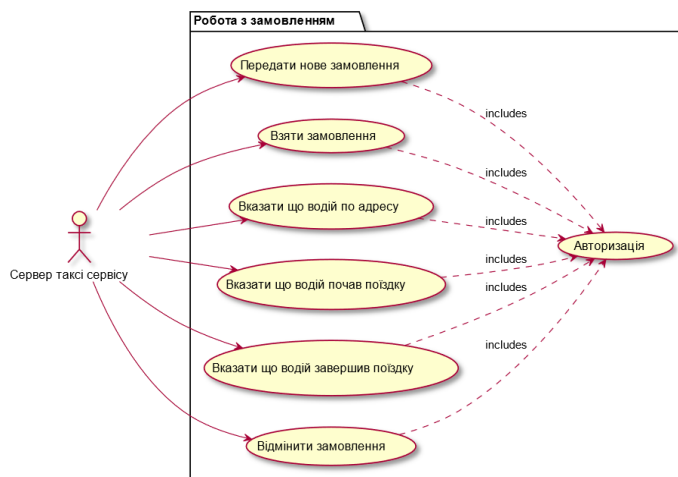 Робота з замовленням
Передати нове замовлення
includes
Взяти замовлення
includes
Вказати що водій по адресу
includes
Авторизація
Сервер таксі сервісу
Вказати що водій почав поїздку
includes
includes
Вказати що водій завершив поїздку
includes
Відмінити замовлення